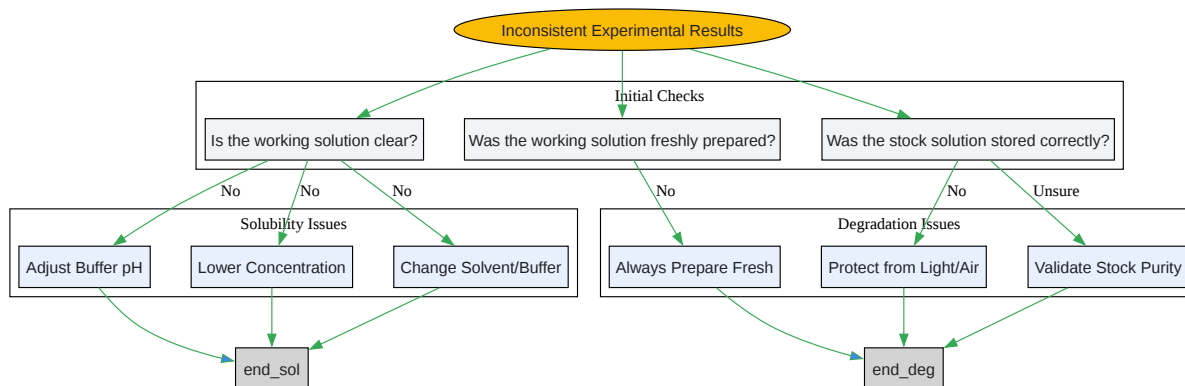 Inconsistent Experimental Results
Initial Checks
Is the working solution clear?
Was the working solution freshly prepared?
Was the stock solution stored correctly?
No
No
No
No
No
Unsure
Solubility Issues
Degradation Issues
Adjust Buffer pH
Lower Concentration
Change Solvent/Buffer
Always Prepare Fresh
Protect from Light/Air
Validate Stock Purity
end_sol
end_deg